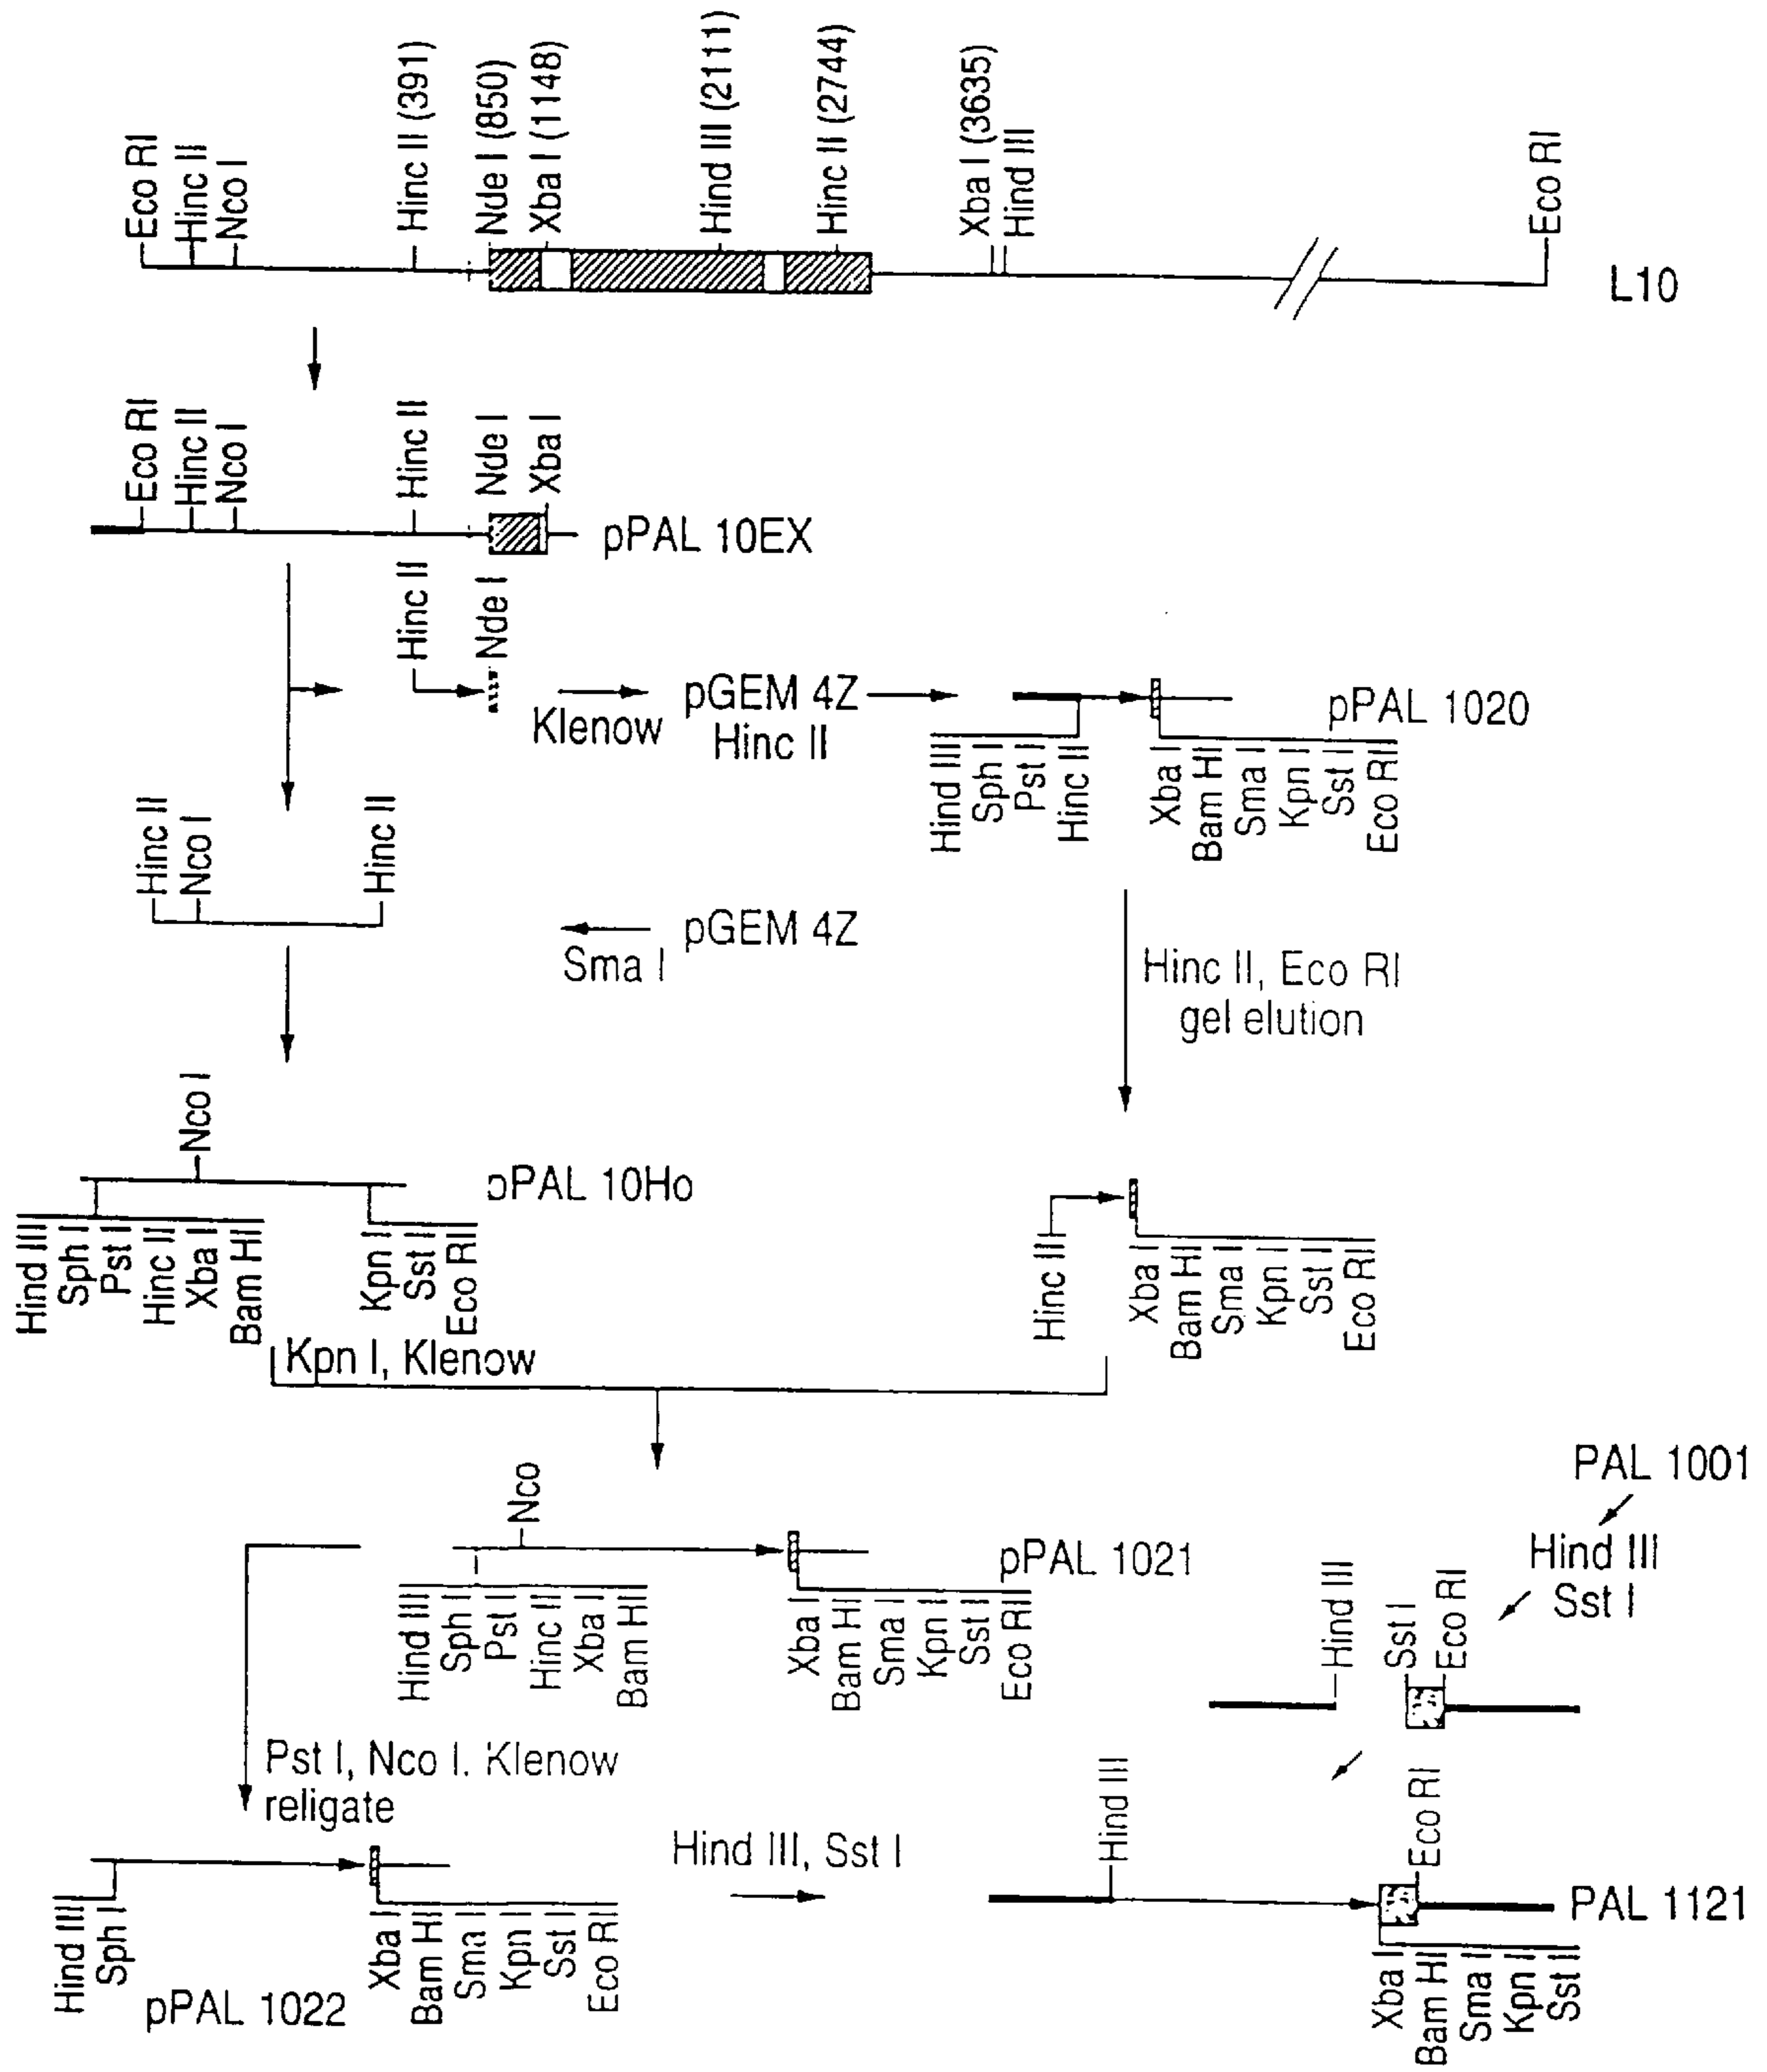 Eco RI
Hinc II
Nco I
Hinc II (391)
Nde I (850)
Xba I (1148)
Hind III (2111)
Hinc II (2744)
Xba I (3635)
Hind III
Eco RI
L10
Eco RI
Hinc II
Nco I
Hinc II
Nde I
Xba I
pPAL 10EX
Hinc II
Nde I
Klenow
pGEM 4Z
Hinc II
pPAL 1020
Hind III
Sph I
Pst I
Hinc II
Xba I
Bam HI
Sma I
Kpn I
Sst I
Eco RI
Hinc II
Nco I
Hinc II
Sma I
pGEM 4Z
Hinc II, Eco RI
gel elution
Nco I
pPAL 10Ho
Hind III
Sph I
Pst I
Hinc II
Xba I
Bam HI
Kpn I
Sst I
Eco RI
Hinc II
Xba I
Bam HI
Sma I
Kpn I
Sst I
Eco RI
Kpn I, Klenow
Nco
pPAL 1021
Hind III
Sph I
Pst I
Hinc II
Xba I
Bam HI
Xba I
Bam HI
Sma I
Kpn I
Sst I
Eco RI
PAL 1001
Hind III
Sst I
Hind III
Sst I
Eco RI
Pst I, Nco I. Klenow
religate
Hind III
Sph I
Xba I
Bam HI
Sma I
Kpn I
Sst I
Eco RI
pPAL 1022
Hind III, Sst I
Hind III
Eco RI
PAL 1121
Xba I
Bam HI
Sma I
Kpn I
Sst I